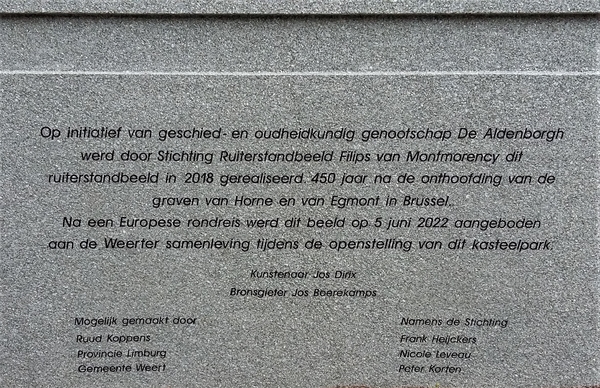 Op initiatief van geschied- en oudheidkundig genootschap De Aldenborgh
werd door Stichting Ruiterstandbeeld Filips van Montmorency dit
ruiterstandbeeld in 2018 gerealiseerd. 450 jaar na de onthoofding van de
graven van Horne en van Egmont in Brussel.
Na een Europese rondreis werd dit beeld op 5 juni 2022 aangeboden
aan de Weerter samenleving tijdens de openstelling van dit kasteelpark.
Kunstenaar Jos Dirix
Bronsgieter Jos Beerekamps
Mogelijk gemaakt door
Ruud Koppens
Provincie Limburg
Gemeente Weert
Namens de Stichting
Frank Heijckers
Nicole Leveau
Peter Korten